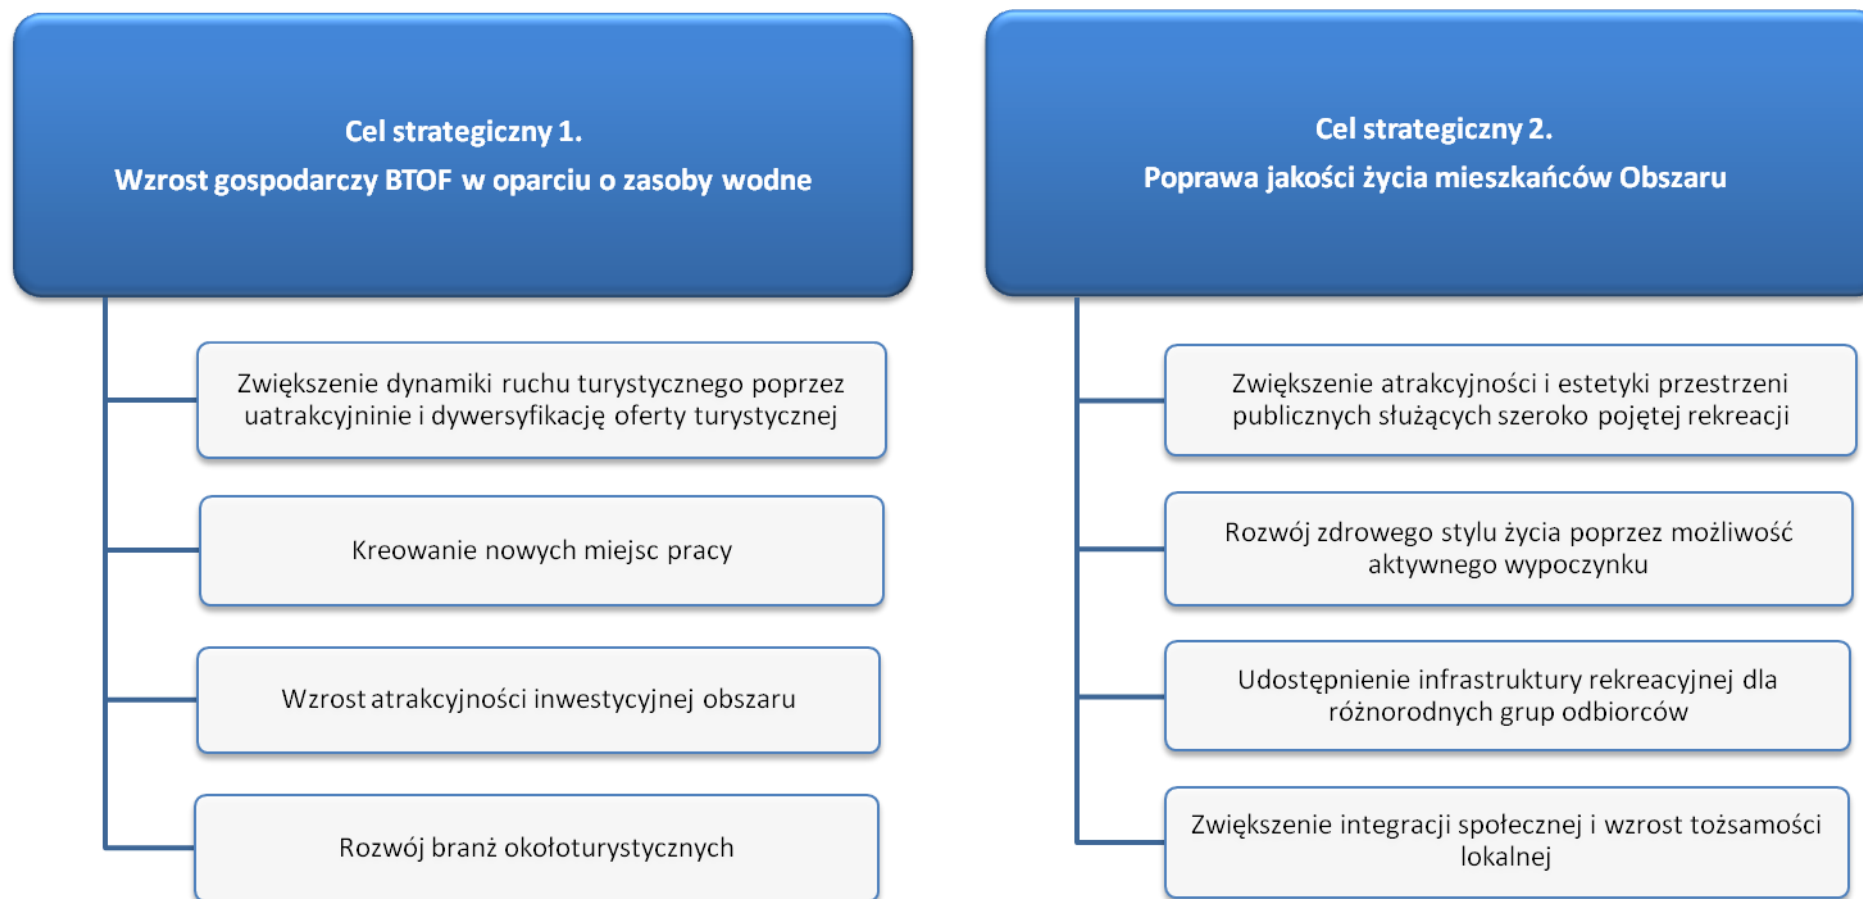 Cel strategiczny 1.
Wzrost gospodarczy BTOF w oparciu o zasoby wodne
Zwiększenie dynamiki ruchu turystycznego poprzez
uatrakcyjninie i dywersyfikację oferty turystycznej
Kreowanie nowych miejsc pracy
Wzrost atrakcyjności inwestycyjnej obszaru
Rozwój branż okołoturystycznych
Cel strategiczny 2.
Poprawa jakości życia mieszkańców Obszaru
Zwiększenie atrakcyjności i estetyki przestrzeni
publicznych służących szeroko pojętej rekreacji
Rozwój zdrowego stylu życia poprzez możliwość
aktywnego wypoczynku
Udostępnienie infrastruktury rekreacyjnej dla
różnorodnych grup odbiorców
Zwiększenie integracji społecznej i wzrost tożsamości
lokalnej